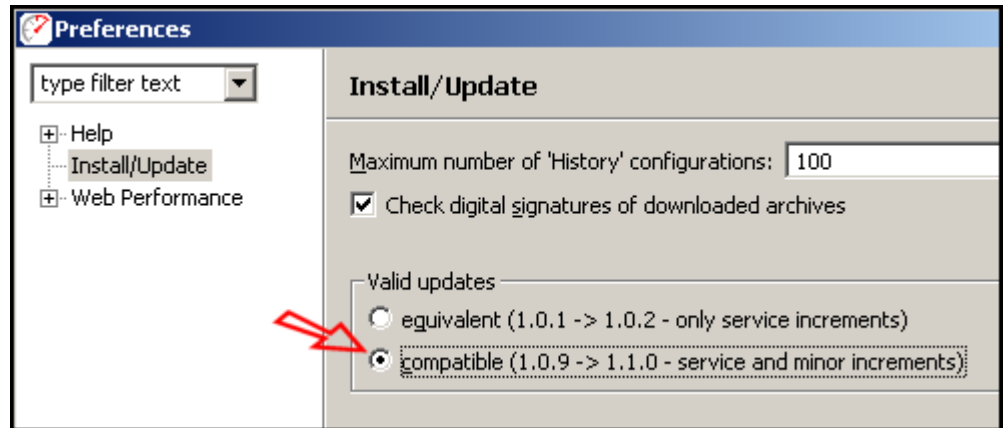 Preferences
type filter text
Help
Install/Update
Web Performance
Install/Update
Maximum number of 'History' configurations: 100
Check digital signatures of downloaded archives
Valid updates
equivalent (1.0.1 -> 1.0.2 - only service increments)
compatible (1.0.9 -> 1.1.0 - service and minor increments)